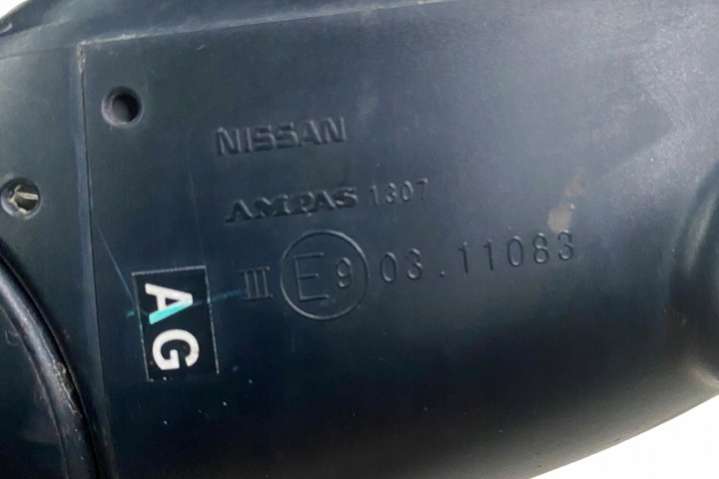 NISSAN
AMPAS 1307
III E9 03.11083
AG